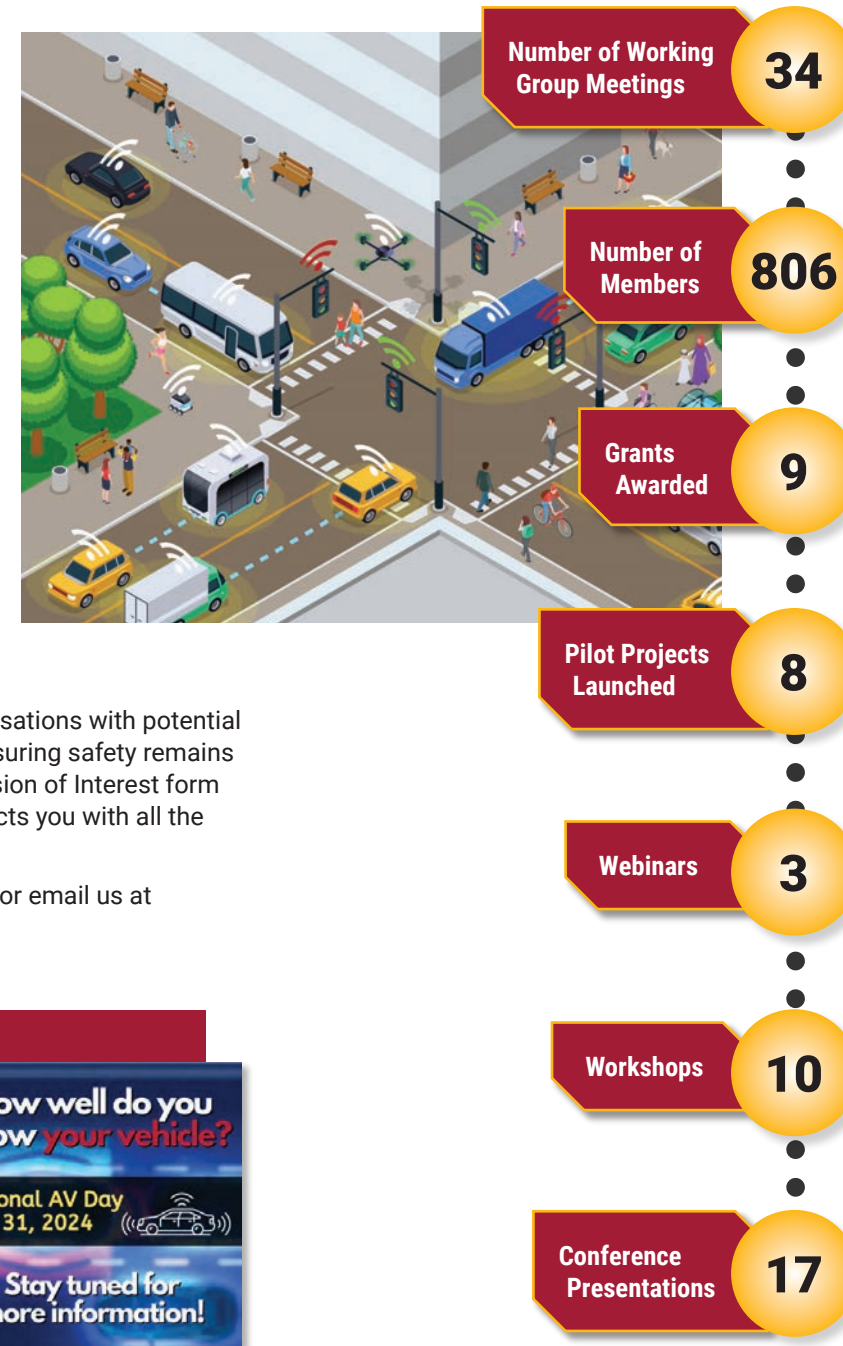 Number of Working
Group Meetings
34
Number of
Members
806
Grants
Awarded
9
Pilot Projects
Launched
8
sations with potential
suring safety remains
sion of Interest form
cts you with all the
or email us at
Webinars
3
Workshops
10
Conference
Presentations
17
ow well do you
ow your vehicle?
onal AV Day
31, 2024
Stay tuned for
more information!